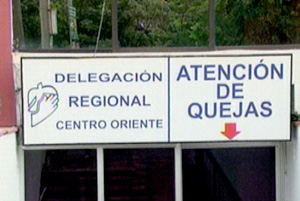 DELEGACIÓN
REGIONAL
CENTRO ORIENTE
ATENCIÓN
DE
QUEJAS